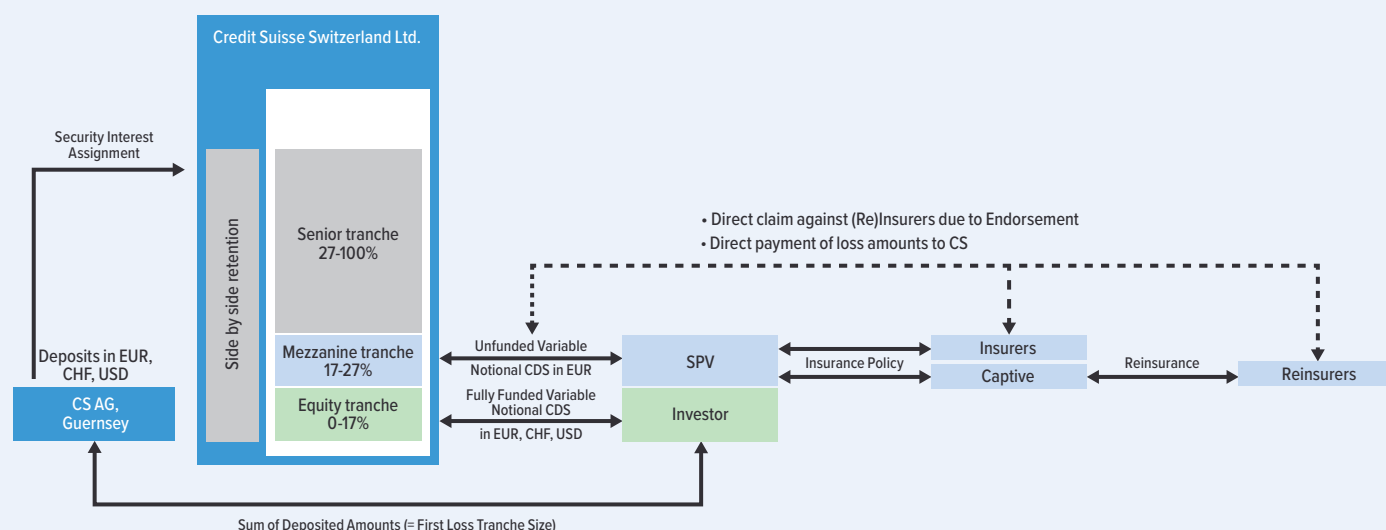 Credit Suisse Switzerland Ltd.
Security Interest
Assignment
Side by side retention
Senior tranche
27-100%
• Direct claim against (Re)Insurers due to Endorsement
• Direct payment of loss amounts to CS
Mezzanine tranche
17-27%
Equity tranche
0-17%
Deposits in EUR,
CHF, USD
CS AG,
Guernsey
Unfunded Variable
Notional CDS in EUR
Fully Funded Variable
Notional CDS
in EUR, CHF, USD
SPV
Investor
Insurance Policy
Insurers
Captive
Reinsurance
Reinsurers
Sum of Deposited Amounts (= First Loss Tranche Size)